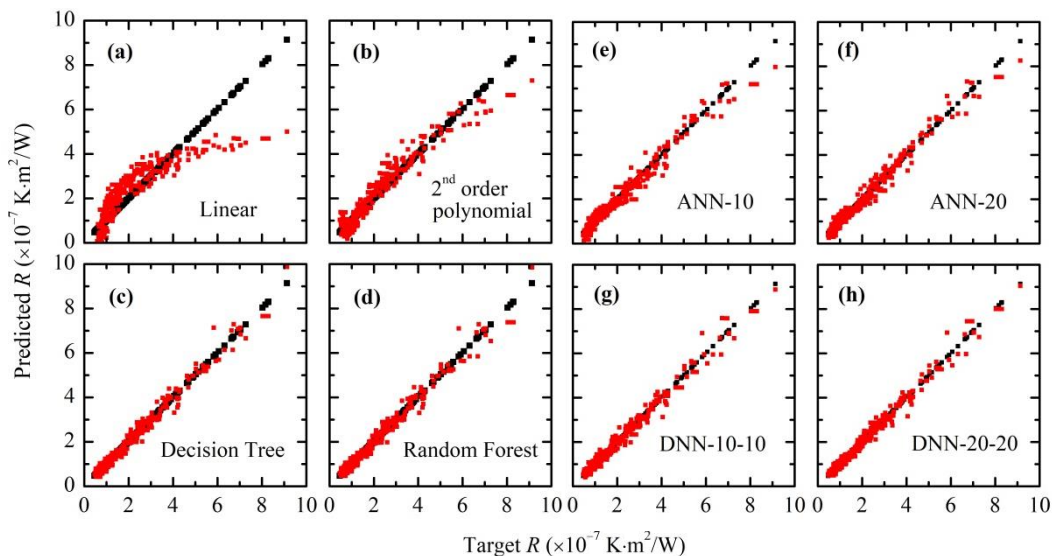 10
8
6
4
2
0
(a)
Linear
(b)
2nd order
polynomial
(e)
ANN-10
(f)
ANN-20
10
8
6
4
2
0
(c)
Decision Tree
(d)
Random Forest
(g)
DNN-10-10
(h)
DNN-20-20
0 2 4 6 8
0 2 4 6 8 10
0 2 4 6 8
0 2 4 6 8 10
Predicted R (×10⁻⁷ K·m²/W)
Target R (×10⁻⁷ K·m²/W)